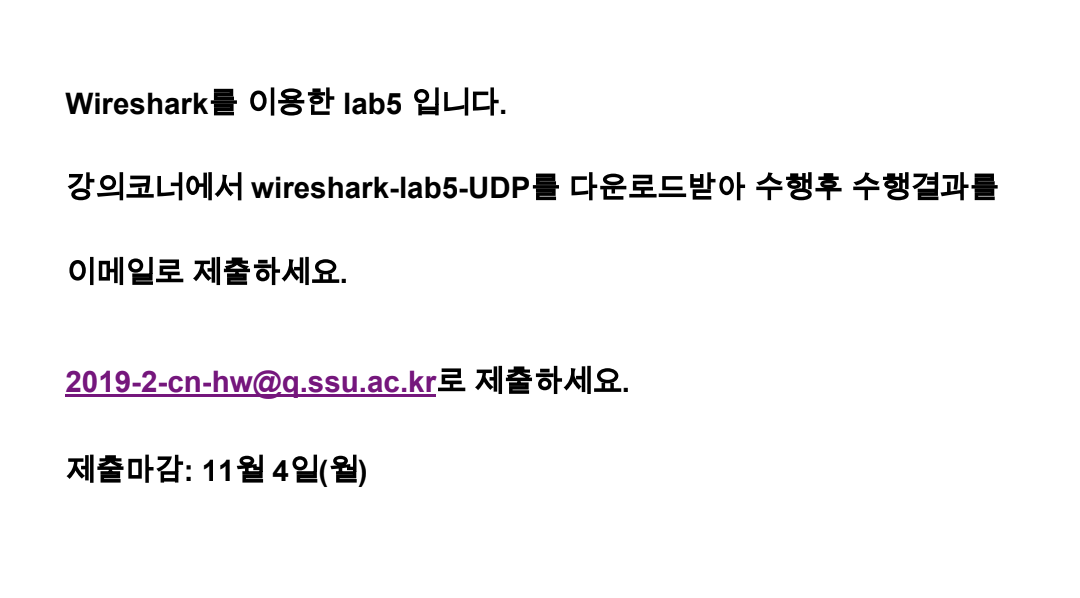 Wireshark를 이용한 lab5 입니다.
강의코너에서 wireshark-lab5-UDP를 다운로드받아 수행후 수행결과를
이메일로 제출하세요.
2019-2-cn-hw@q.ssu.ac.kr로 제출하세요.
제출마감: 11월 4일(월)